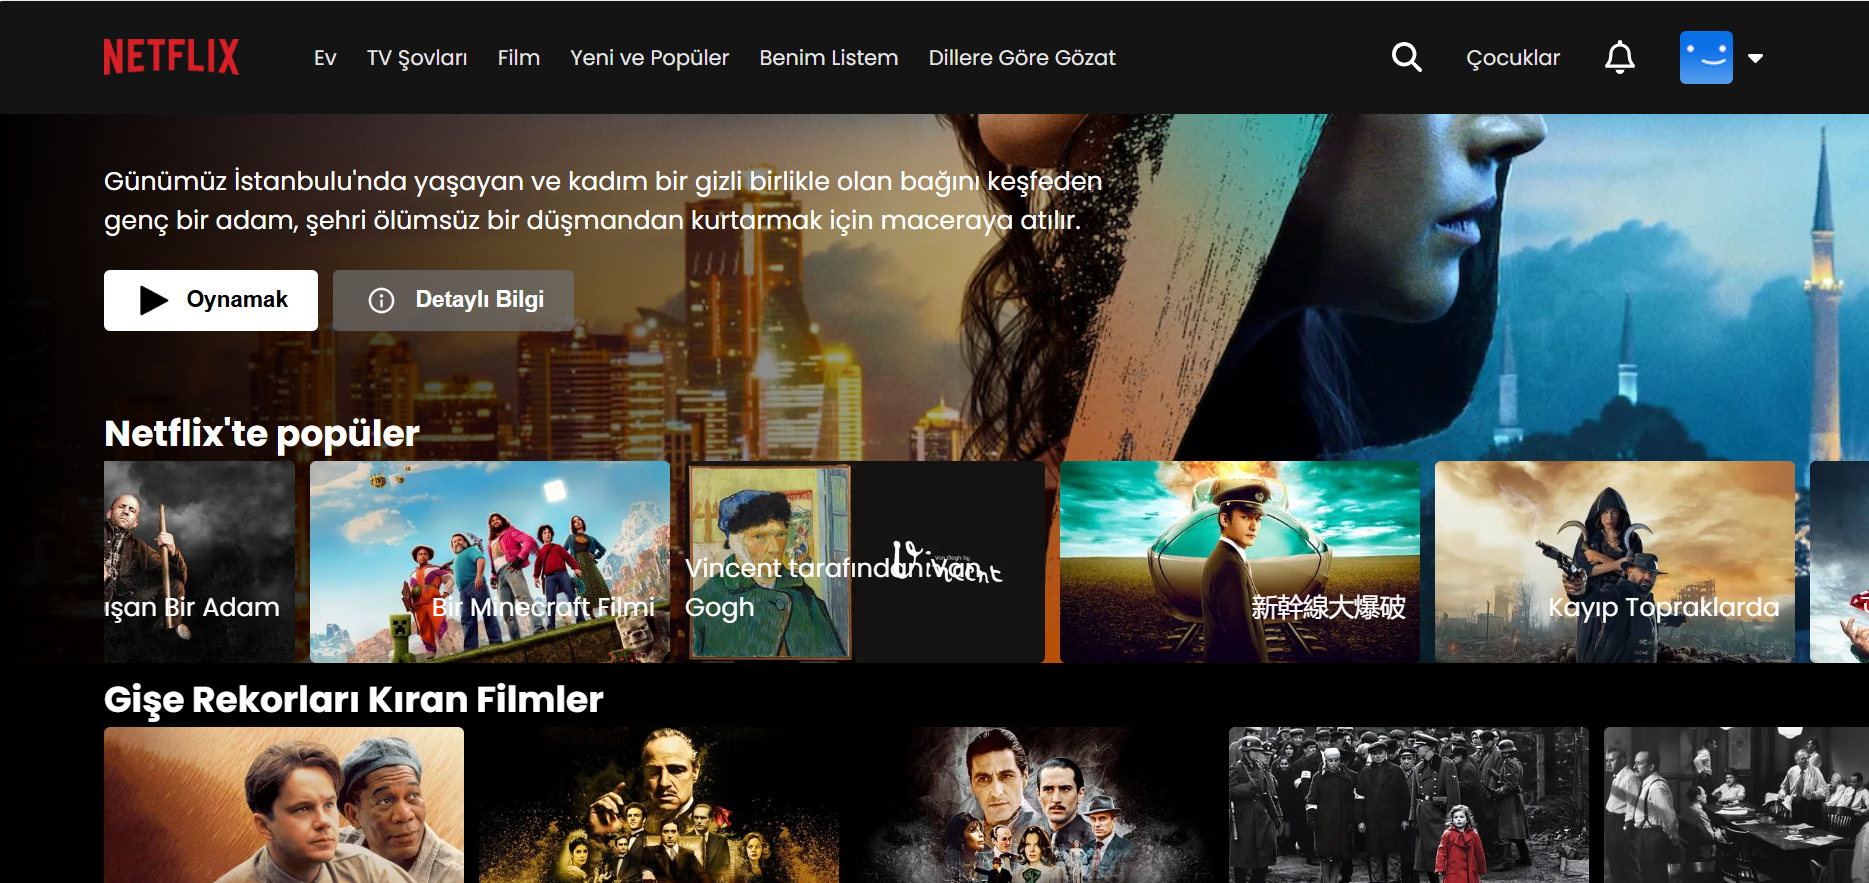 NETFLIX
Ev
TV Şovları
Film
Yeni ve Popüler
Benim Listem
Dillere Göre Gözat
Çocuklar
Günümüz İstanbulu'nda yaşayan ve kadım bir gizli birlikle olan bağını keşfeden
genç bir adam, şehri ölümsüz bir düşmandan kurtarmak için maceraya atılır.
Oynamak
Detaylı Bilgi
Netflix'te popüler
ışan Bir Adam
Bir Minecraft Filmi
Vincent tarafından Van
Gogh
Van Gogh by
Vincent
新幹線大爆破
Kayıp Topraklarda
Gişe Rekorları Kıran Filmler